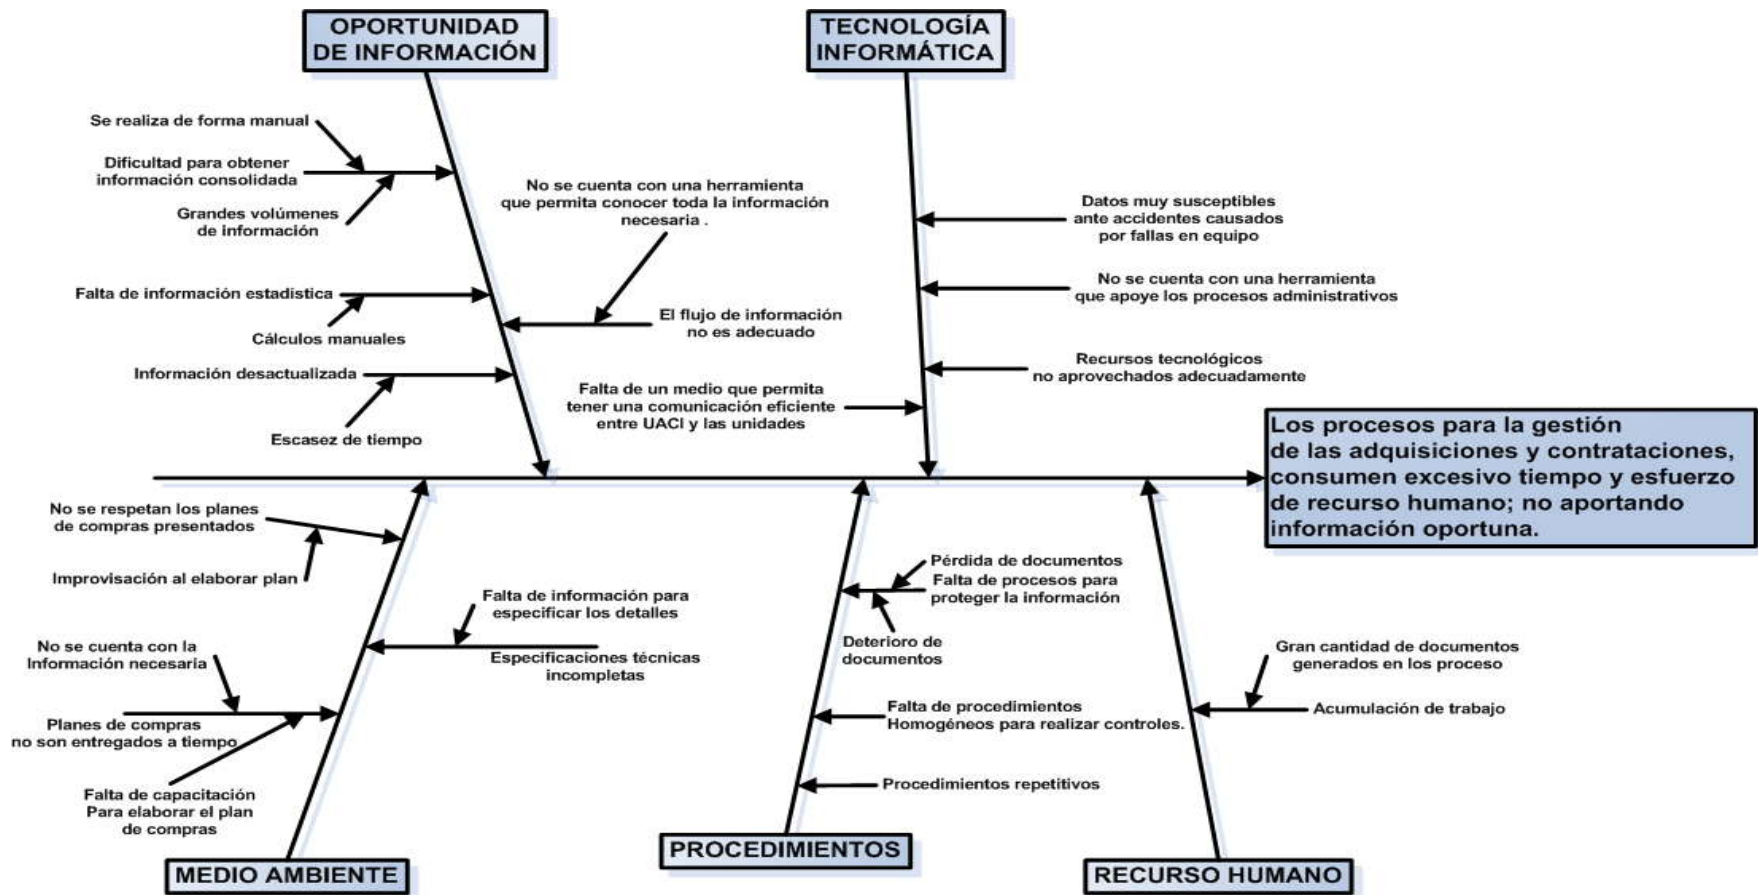 OPORTUNIDAD
DE INFORMACIÓN
TECNOLOGÍA
INFORMÁTICA
Se realiza de forma manual
Dificultad para obtener
información consolidada
Grandes volúmenes
de información
No se cuenta con una herramienta
que permita conocer toda la información
necesaria .
Falta de información estadística
Cálculos manuales
El flujo de información
no es adecuado
Información desactualizada
Escasez de tiempo
Datos muy susceptibles
ante accidentes causados
por fallas en equipo
No se cuenta con una herramienta
que apoye los procesos administrativos
Recursos tecnológicos
no aprovechados adecuadamente
Falta de un medio que permita
tener una comunicación eficiente
entre UACI y las unidades
Los procesos para la gestión
de las adquisiciones y contrataciones,
consumen excesivo tiempo y esfuerzo
de recurso humano; no aportando
información oportuna.
No se respetan los planes
de compras presentados
Improvisación al elaborar plan
Falta de información para
especificar los detalles
Especificaciones técnicas
incompletas
No se cuenta con la
Información necesaria
Planes de compras
no son entregados a tiempo
Falta de capacitación
Para elaborar el plan
de compras
Pérdida de documentos
Falta de procesos para
proteger la información
Deterioro de
documentos
Falta de procedimientos
Homogéneos para realizar controles.
Procedimientos repetitivos
Gran cantidad de documentos
generados en los proceso
Acumulación de trabajo
MEDIO AMBIENTE
PROCEDIMIENTOS
RECURSO HUMANO